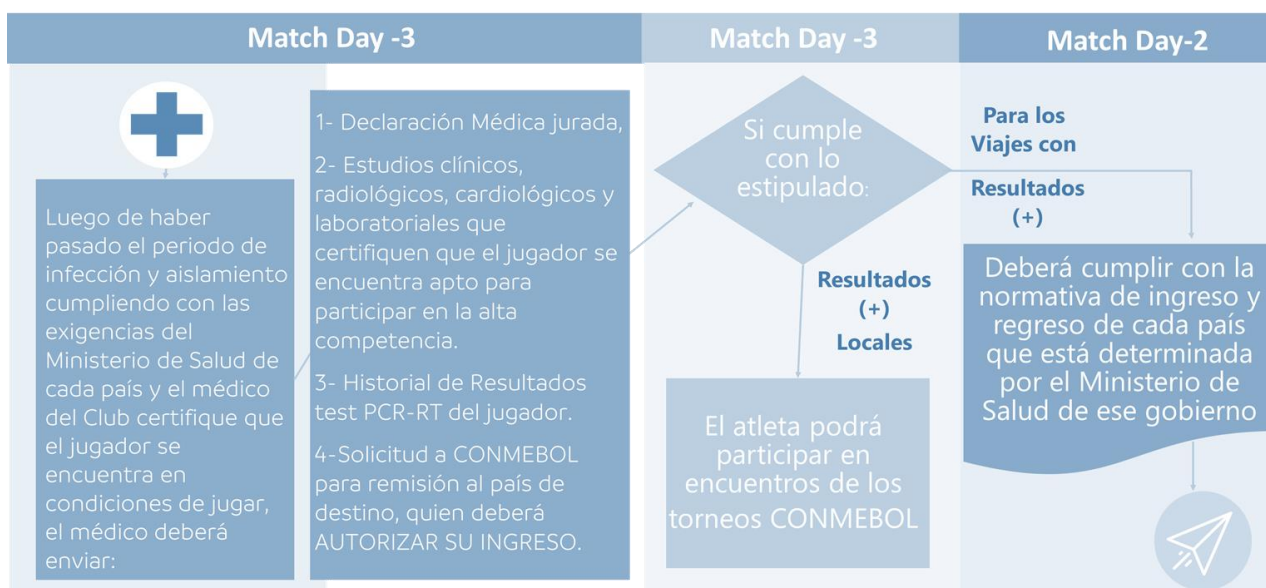 Match Day -3
Match Day -3
Match Day-2
Luego de haber
pasado el periodo de
infección y aislamiento
cumpliendo con las
exigencias del
Ministerio de Salud de
cada país y el médico
del Club certifique que
el jugador se
encuentra en
condiciones de jugar,
el médico deberá
enviar:
1- Declaración Médica jurada,
2- Estudios clínicos,
radiológicos, cardiológicos y
laboratoriales que
certifiquen que el jugador se
encuentra apto para
participar en la alta
competencia.
3- Historial de Resultados
test PCR-RT del jugador.
4-Solicitud a CONMEBOL
para remisión al país de
destino, quien deberá
AUTORIZAR SU INGRESO.
Si cumple
con lo
estipulado:
Resultados
(+)
Locales
El atleta podrá
participar en
encuentros de los
torneos CONMEBOL
Para los
Viajes con
Resultados
(+)
Deberá cumplir con la
normativa de ingreso y
regreso de cada país
que está determinada
por el Ministerio de
Salud de ese gobierno